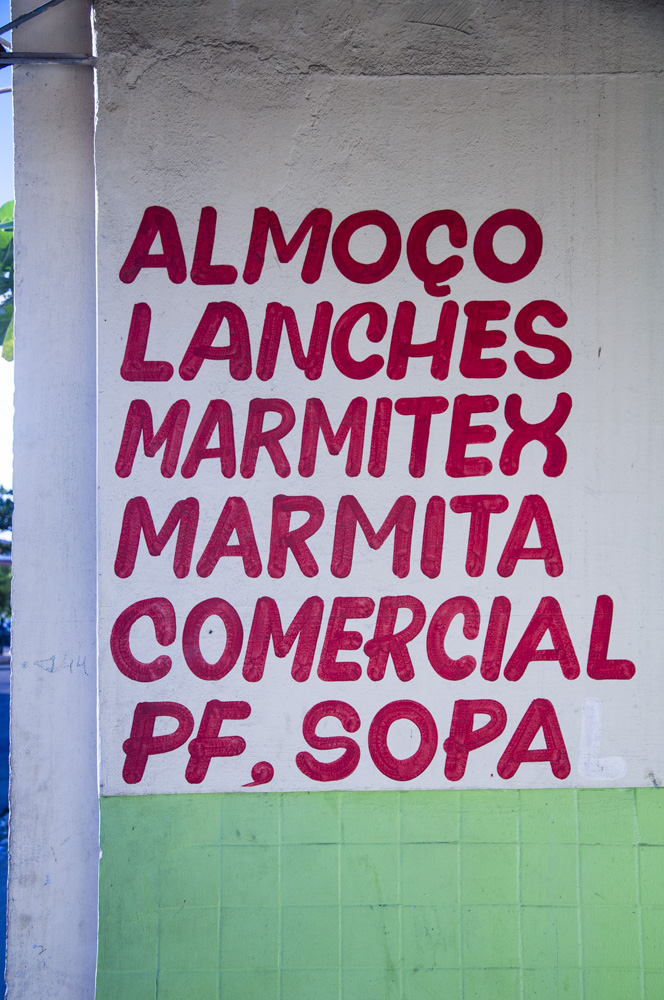 ALMOÇO
LANCHES
MARMITEX
MARMITA
COMERCIAL
PF, SOPA